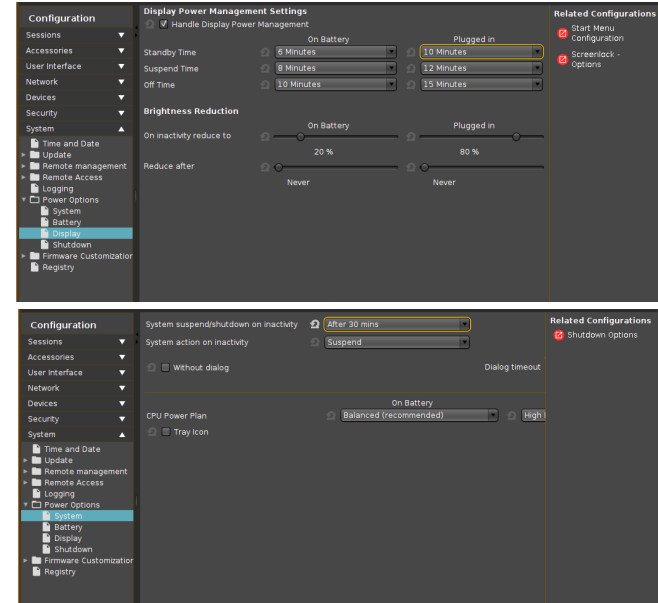 Configuration
Sessions
Accessories
User Interface
Network
Devices
Security
System
Time and Date
Update
Remote management
Remote Access
Logging
Power Options
System
Battery
Display
Shutdown
Firmware Customization
Registry
Display Power Management Settings
Handle Display Power Management
On Battery Plugged in
Standby Time 6 Minutes 10 Minutes
Suspend Time 8 Minutes 12 Minutes
Off Time 10 Minutes 15 Minutes
Brightness Reduction
On Battery Plugged in
On inactivity reduce to
20 % 80 %
Reduce after
Never Never
Related Configurations
Start Menu
Configuration
Screenlock -
Options
Configuration
Sessions
Accessories
User Interface
Network
Devices
Security
System
Time and Date
Update
Remote management
Remote Access
Logging
Power Options
System
Battery
Display
Shutdown
Firmware Customization
Registry
System suspend/shutdown on inactivity After 30 mins
System action on inactivity Suspend
Without dialog Dialog timeout
On Battery
CPU Power Plan Balanced (recommended) High
Tray Icon
Related Configurations
Shutdown Options